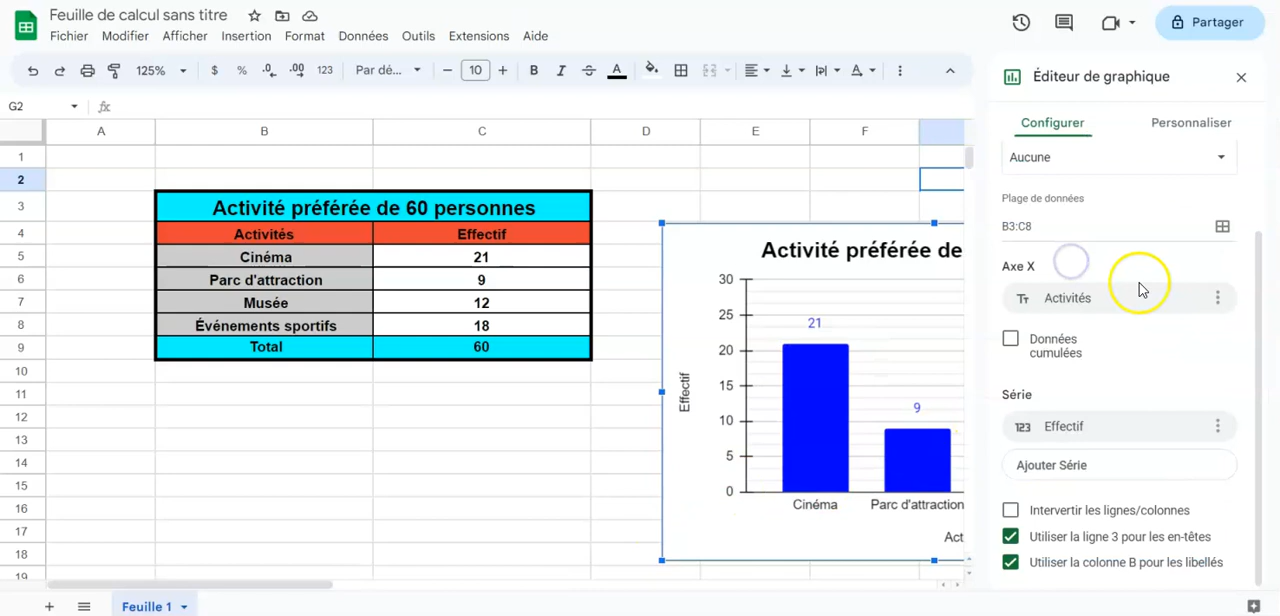 Feuille de calcul sans titre
Fichier Modifier Afficher Insertion Format Données Outils Extensions Aide
Partager
125% $ % .0 .00 123 Par dé... − 10 + B I S A
G2 fx
A B C D E F
1
2
3 Activité préférée de 60 personnes
4 Activités Effectif
5 Cinéma 21
6 Parc d'attraction 9
7 Musée 12
8 Événements sportifs 18
9 Total 60
10
11
12
13
14
15
16
17
18
19
Activité préférée de
30
25
20
15
10
5
0
21
9
Effectif
Cinéma Parc d'attraction
Act
Éditeur de graphique
Configurer Personnaliser
Aucune
Plage de données
B3:C8
Axe X
Tт Activités
Données
cumulées
Série
123 Effectif
Ajouter Série
Intervertir les lignes/colonnes
Utiliser la ligne 3 pour les en-têtes
Utiliser la colonne B pour les libellés
+ Feuille 1